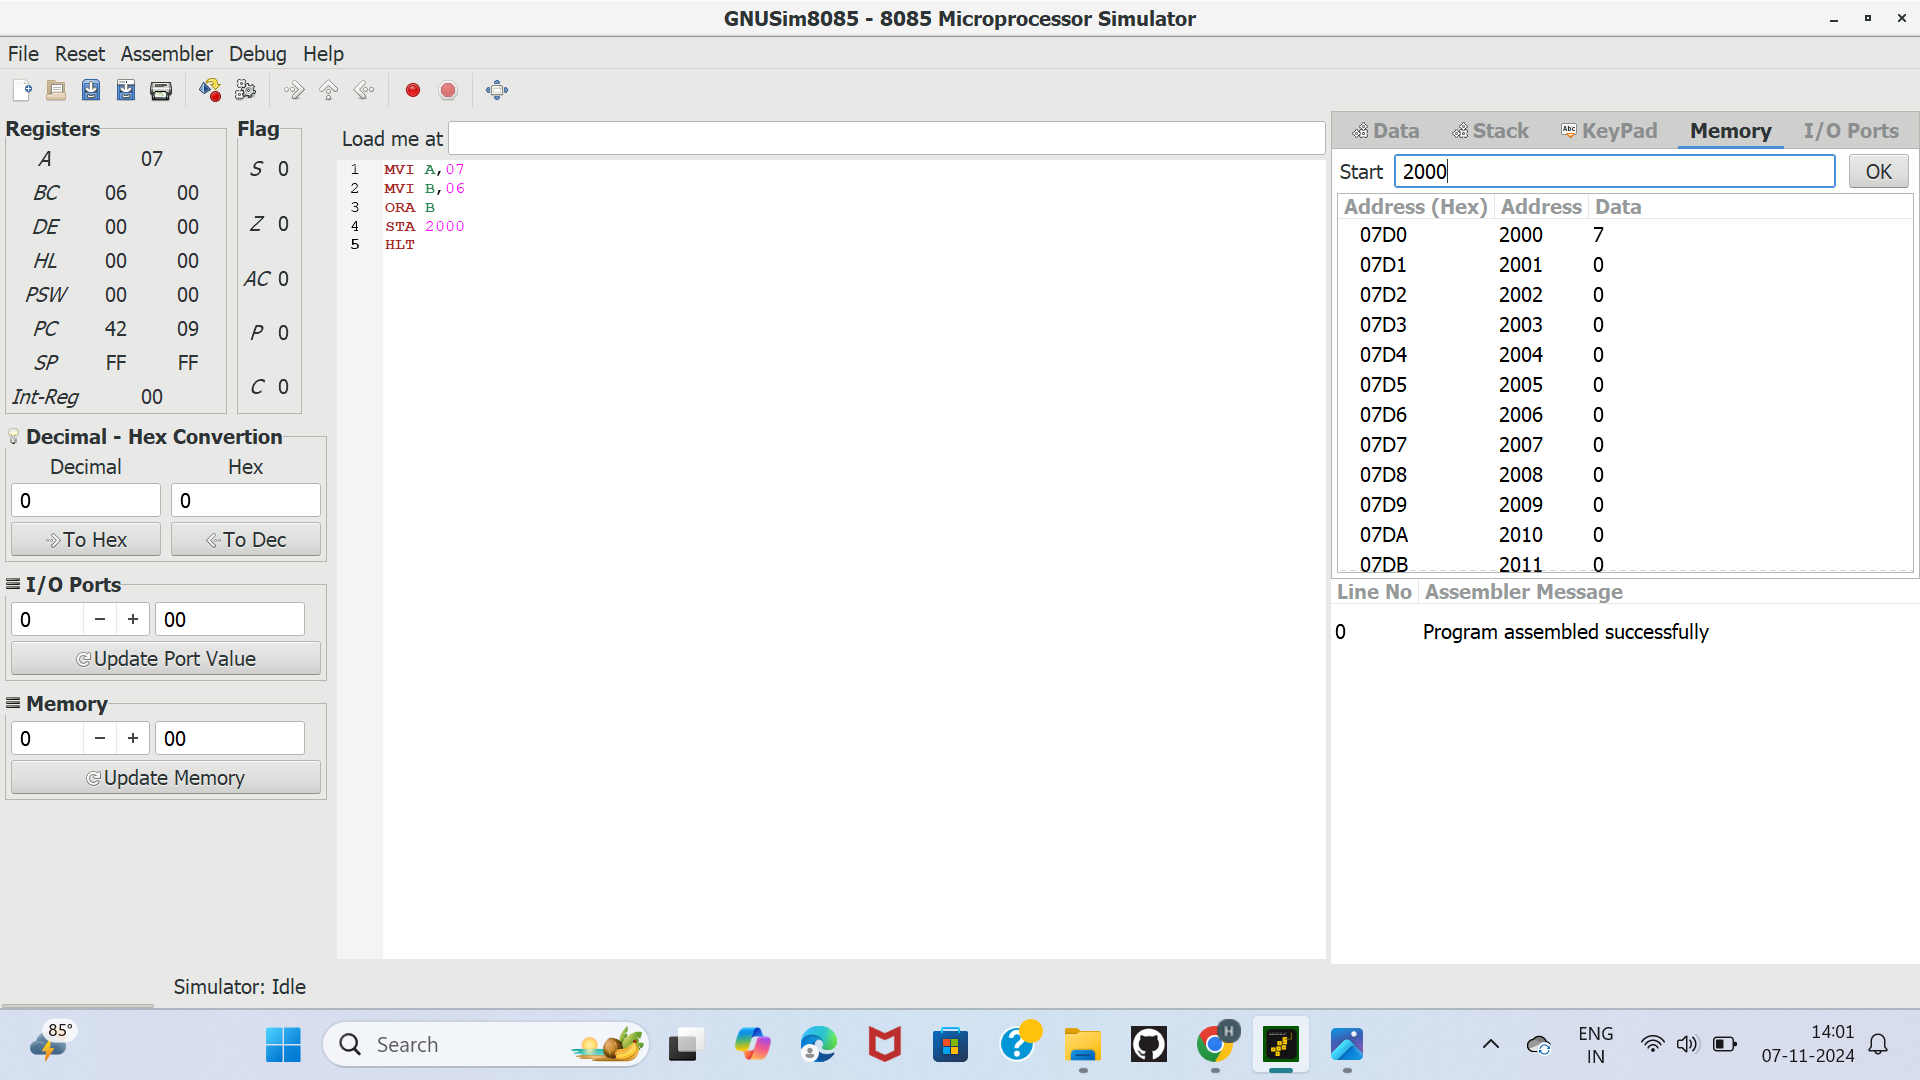 GNUSim8085 - 8085 Microprocessor Simulator
File Reset Assembler Debug Help
Registers
A 07
BC 06 00
DE 00 00
HL 00 00
PSW 00 00
PC 42 09
SP FF FF
Int-Reg 00
Flag
S 0
Z 0
AC 0
P 0
C 0
Decimal - Hex Convertion
Decimal Hex
0 0
To Hex To Dec
I/O Ports
0 − + 00
Update Port Value
Memory
0 − + 00
Update Memory
Load me at
1 MVI A,07
2 MVI B,06
3 ORA B
4 STA 2000
5 HLT
Data Stack Abc KeyPad Memory I/O Ports
Start 2000 OK
Address (Hex) Address Data
07D0 2000 7
07D1 2001 0
07D2 2002 0
07D3 2003 0
07D4 2004 0
07D5 2005 0
07D6 2006 0
07D7 2007 0
07D8 2008 0
07D9 2009 0
07DA 2010 0
07DB 2011 0
Line No Assembler Message
0 Program assembled successfully
Simulator: Idle
85°
Search
H
ENG
IN
14:01
07-11-2024